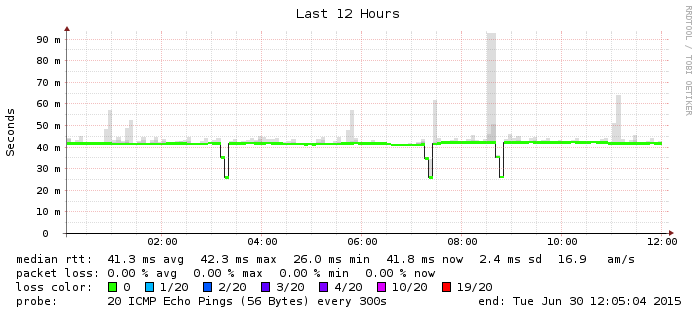 Last 12 Hours
RRDTOOL / TOBI OETIKER
Seconds
90 m
80 m
70 m
60 m
50 m
40 m
30 m
20 m
10 m
0
02:00 04:00 06:00 08:00 10:00 12:00
median rtt: 41.3 ms avg 42.3 ms max 26.0 ms min 41.8 ms now 2.4 ms sd 16.9 am/s
packet loss: 0.00 % avg 0.00 % max 0.00 % min 0.00 % now
loss color: 0 1/20 2/20 3/20 4/20 10/20 19/20
probe: 20 ICMP Echo Pings (56 Bytes) every 300s end: Tue Jun 30 12:05:04 2015